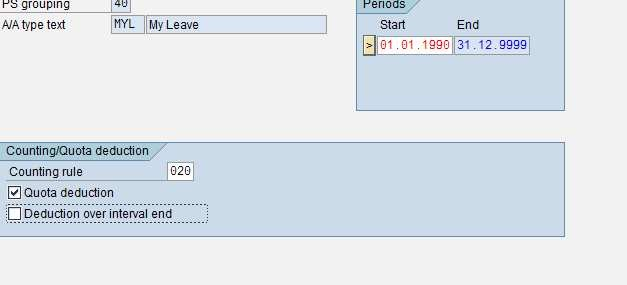 PS grouping 40
A/A type text MYL My Leave
Periods
Start End
> 01.01.1990 31.12.9999
Counting/Quota deduction
Counting rule 020
Quota deduction
Deduction over interval end